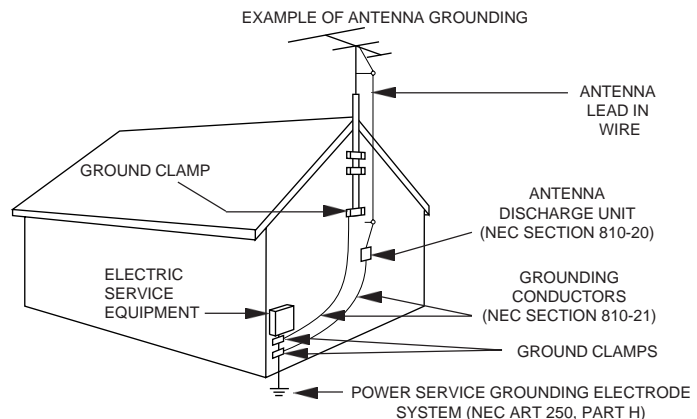 EXAMPLE OF ANTENNA GROUNDING
ANTENNA
LEAD IN
WIRE
GROUND CLAMP
ANTENNA
DISCHARGE UNIT
(NEC SECTION 810-20)
ELECTRIC
SERVICE
EQUIPMENT
GROUNDING
CONDUCTORS
(NEC SECTION 810-21)
GROUND CLAMPS
POWER SERVICE GROUNDING ELECTRODE
SYSTEM (NEC ART 250, PART H)